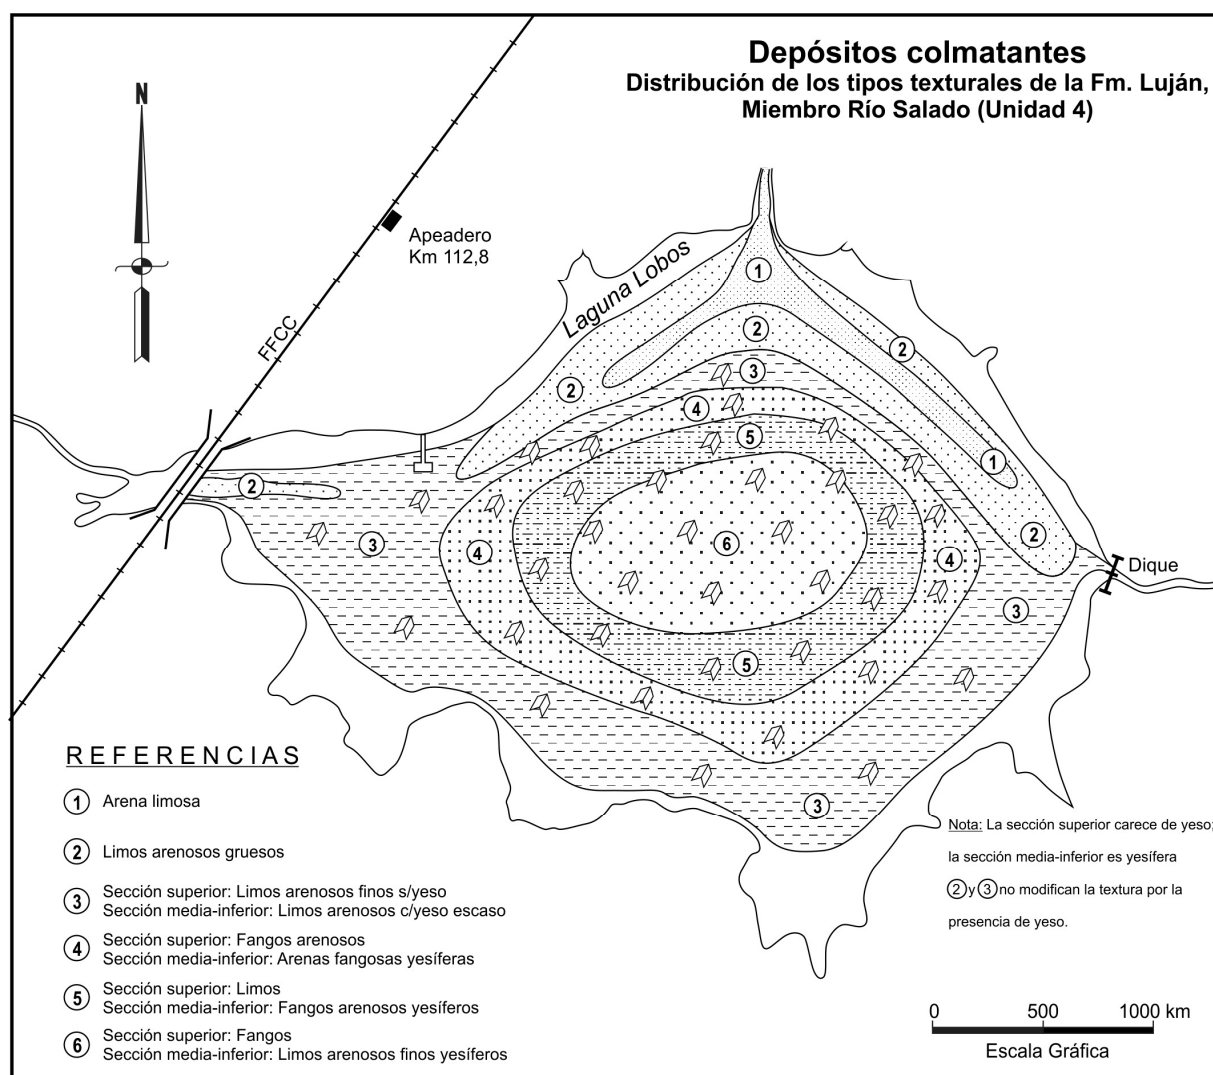 Depósitos colmatantes
Distribución de los tipos texturales de la Fm. Luján,
Miembro Río Salado (Unidad 4)
N
Apeadero
Km 112,8
FFCC
Laguna Lobos
1
2
2
3
2
4
5
1
2
2
3
4
6
4
Dique
3
5
3
REFERENCIAS
1 Arena limosa
2 Limos arenosos gruesos
3 Sección superior: Limos arenosos finos s/yeso
Sección media-inferior: Limos arenosos c/yeso escaso
4 Sección superior: Fangos arenosos
Sección media-inferior: Arenas fangosas yesíferas
5 Sección superior: Limos
Sección media-inferior: Fangos arenosos yesíferos
6 Sección superior: Fangos
Sección media-inferior: Limos arenosos finos yesíferos
Nota: La sección superior carece de yeso;
la sección media-inferior es yesífera
2 y 3 no modifican la textura por la
presencia de yeso.
0 500 1000 km
Escala Gráfica